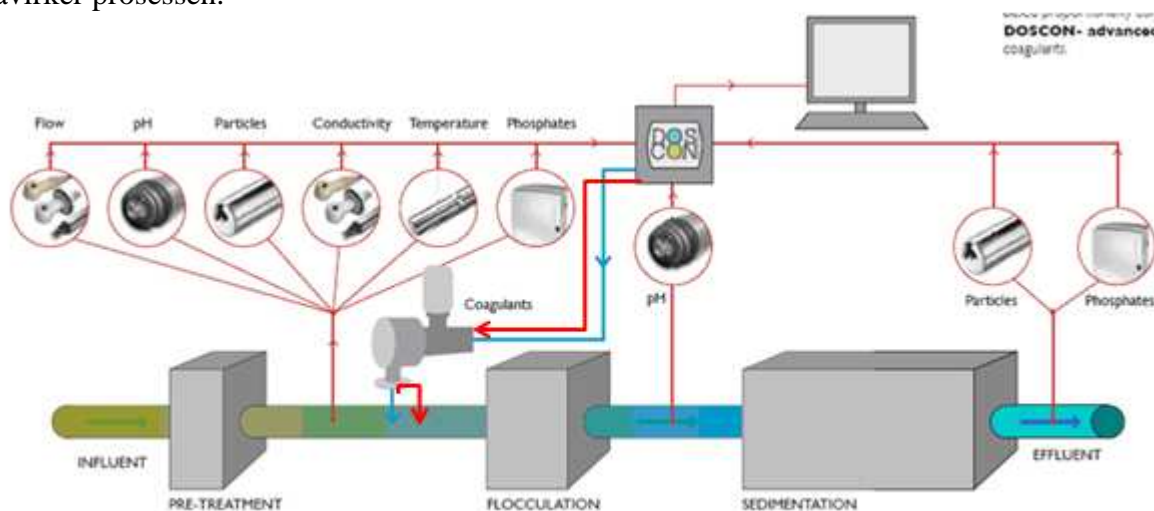 prosessen.
DOSCON- advanced
coagulants
Flow pH Particles Conductivity Temperature Phosphates
DOS
CON
Coagulants
pH
Particles Phosphates
INFLUENT
EFFLUENT
PRE-TREATMENT
FLOCCULATION
SEDIMENTATION